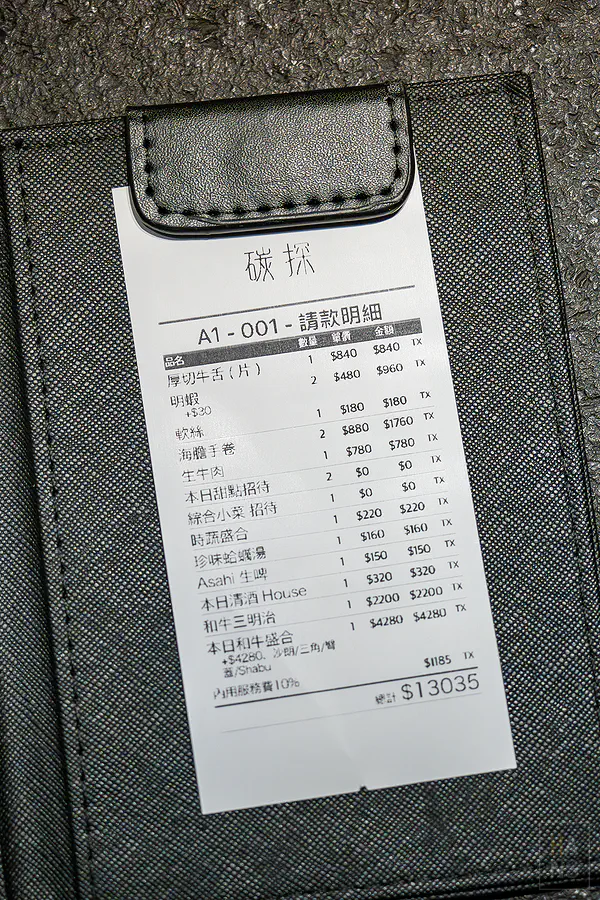 碳探
A1 - 001 - 請款明細
品名 數量 單價 金額
厚切牛舌 ( 片 ) 1 $840 $840 TX
明蝦 2 $480 $960 TX
+$30
軟絲 1 $180 $180 TX
海膽手卷 2 $880 $1760 TX
生牛肉 1 $780 $780 TX
本日甜點招待 2 $0 $0 TX
綜合小菜 招待 1 $0 $0 TX
時蔬盛合 1 $220 $220 TX
珍味蛤蠣湯 1 $160 $160 TX
Asahi 生啤 1 $150 $150 TX
本日清酒 House 1 $320 $320 TX
和牛三明治 1 $2200 $2200 TX
本日和牛盛合 1 $4280 $4280 TX
+$4280、沙朗/三角/臀
蓋/Shabu
內用服務費10% $1185 TX
總計 $13035